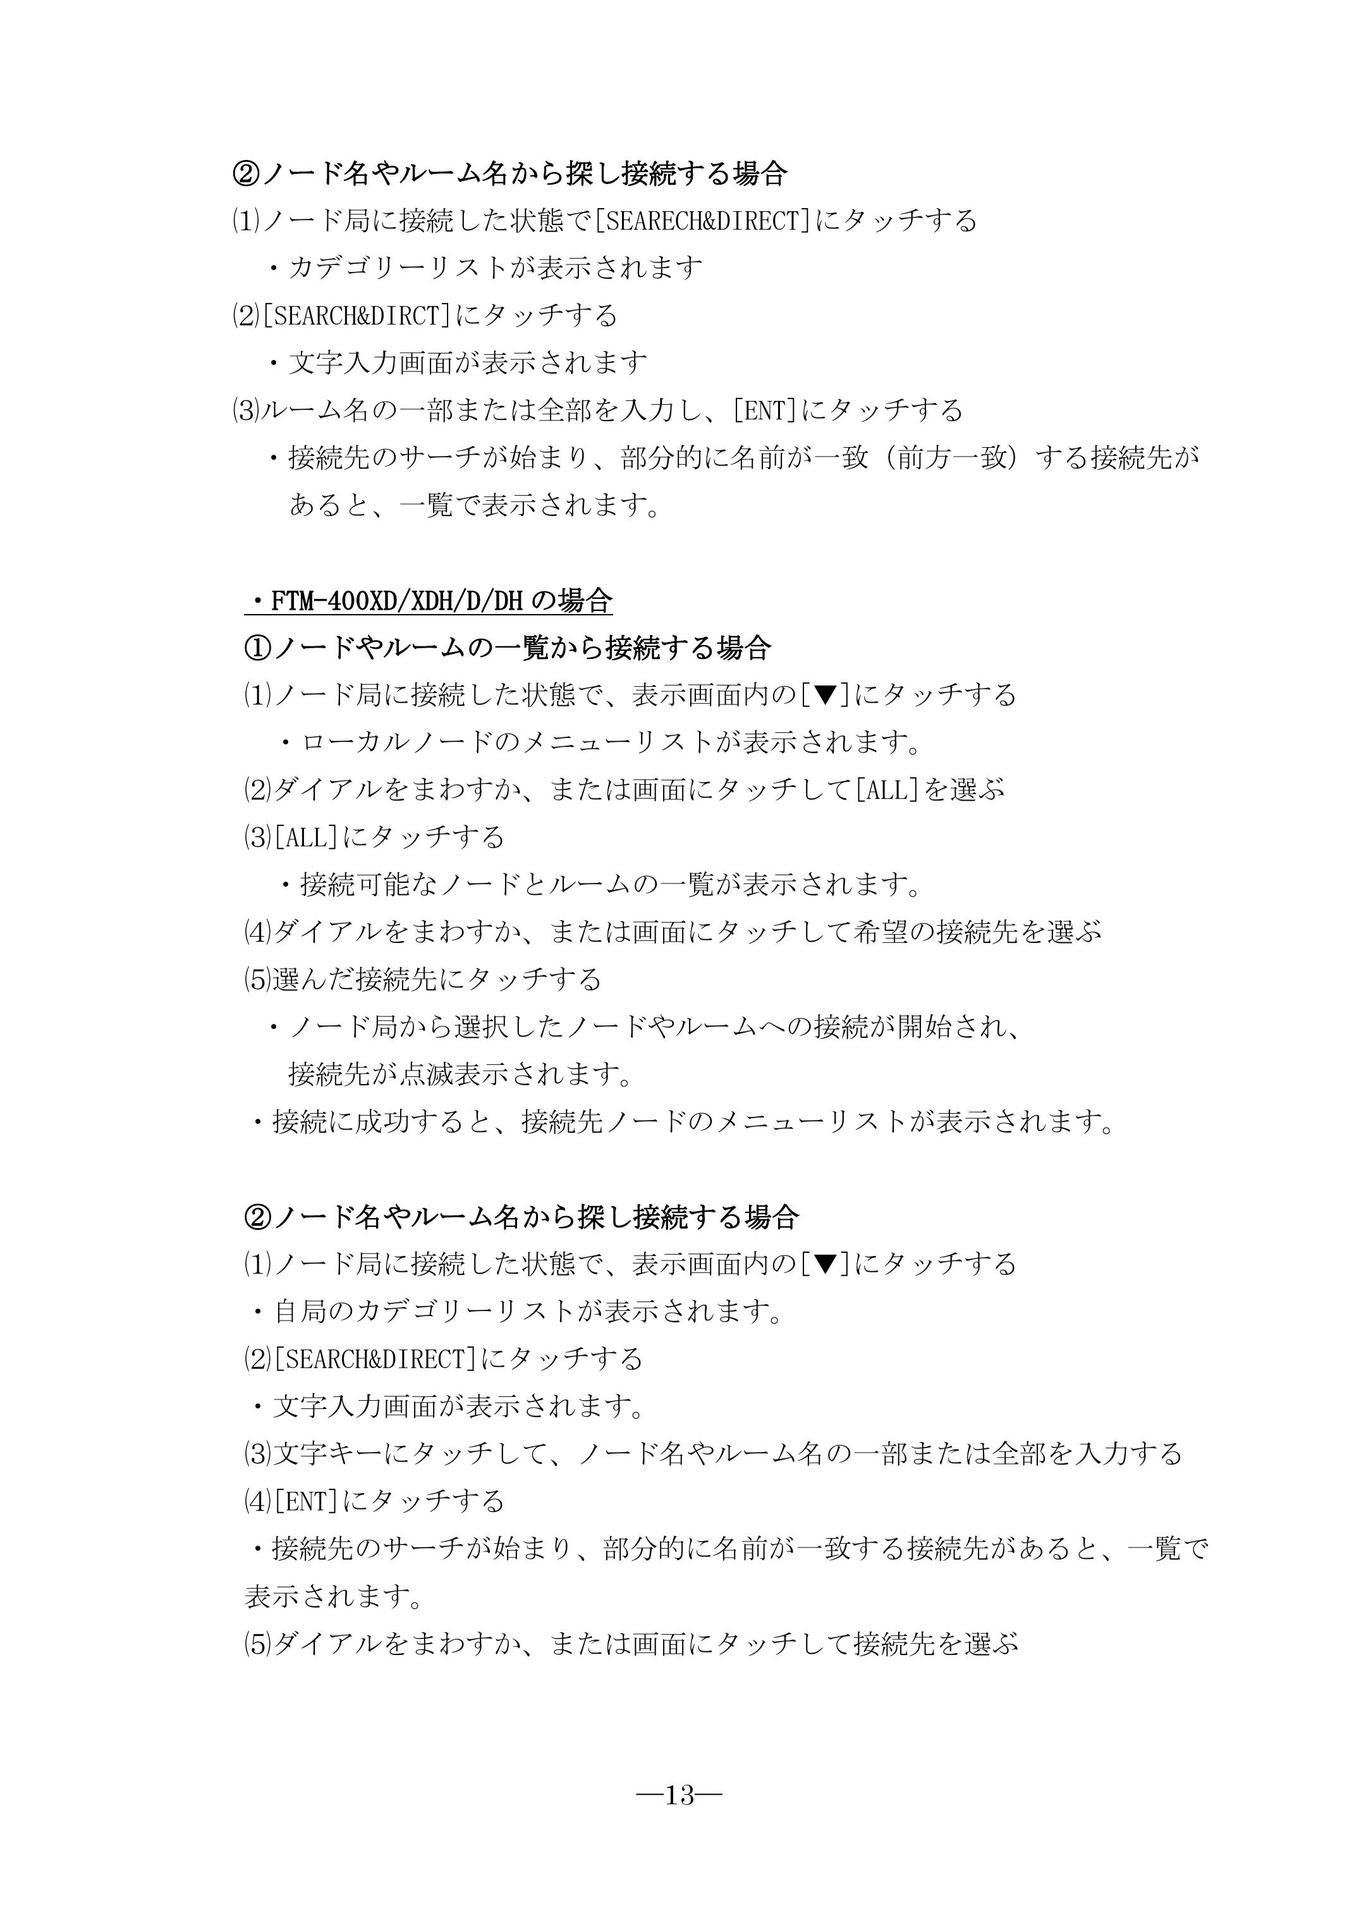 ②ノード名やルーム名から探し接続する場合
⑴ノード局に接続した状態で[SEARECH&DIRECT]にタッチする
・カデゴリーリストが表示されます
⑵[SEARCH&DIRCT]にタッチする
・文字入力画面が表示されます
⑶ルーム名の一部または全部を入力し、[ENT]にタッチする
・接続先のサーチが始まり、部分的に名前が一致（前方一致）する接続先が
あると、一覧で表示されます。
・FTM-400XD/XDH/D/DH の場合
①ノードやルームの一覧から接続する場合
⑴ノード局に接続した状態で、表示画面内の[▼]にタッチする
・ローカルノードのメニューリストが表示されます。
⑵ダイアルをまわすか、または画面にタッチして[ALL]を選ぶ
⑶[ALL]にタッチする
・接続可能なノードとルームの一覧が表示されます。
⑷ダイアルをまわすか、または画面にタッチして希望の接続先を選ぶ
⑸選んだ接続先にタッチする
・ノード局から選択したノードやルームへの接続が開始され、
接続先が点滅表示されます。
・接続に成功すると、接続先ノードのメニューリストが表示されます。
②ノード名やルーム名から探し接続する場合
⑴ノード局に接続した状態で、表示画面内の[▼]にタッチする
・自局のカデゴリーリストが表示されます。
⑵[SEARCH&DIRECT]にタッチする
・文字入力画面が表示されます。
⑶文字キーにタッチして、ノード名やルーム名の一部または全部を入力する
⑷[ENT]にタッチする
・接続先のサーチが始まり、部分的に名前が一致する接続先があると、一覧で
表示されます。
⑸ダイアルをまわすか、または画面にタッチして接続先を選ぶ
―13―